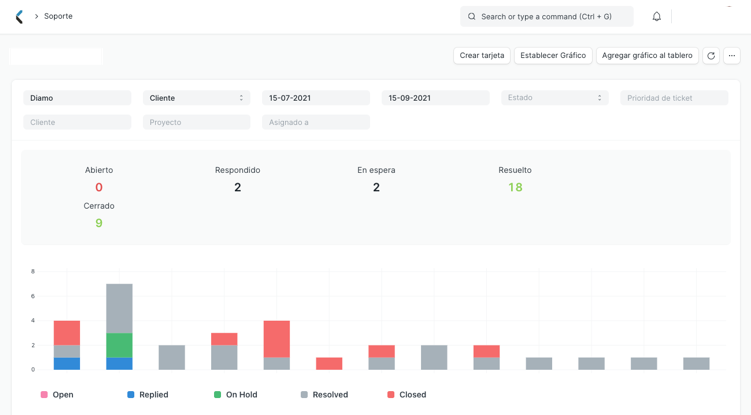 Soporte
Search or type a command (Ctrl + G)
Crear tarjeta
Establecer Gráfico
Agregar gráfico al tablero
Diamo
Cliente
15-07-2021
15-09-2021
Estado
Prioridad de ticket
Cliente
Proyecto
Asignado a
Abierto
Respondido
En espera
Resuelto
0
2
2
18
Cerrado
9
8
6
4
2
0
Open
Replied
On Hold
Resolved
Closed